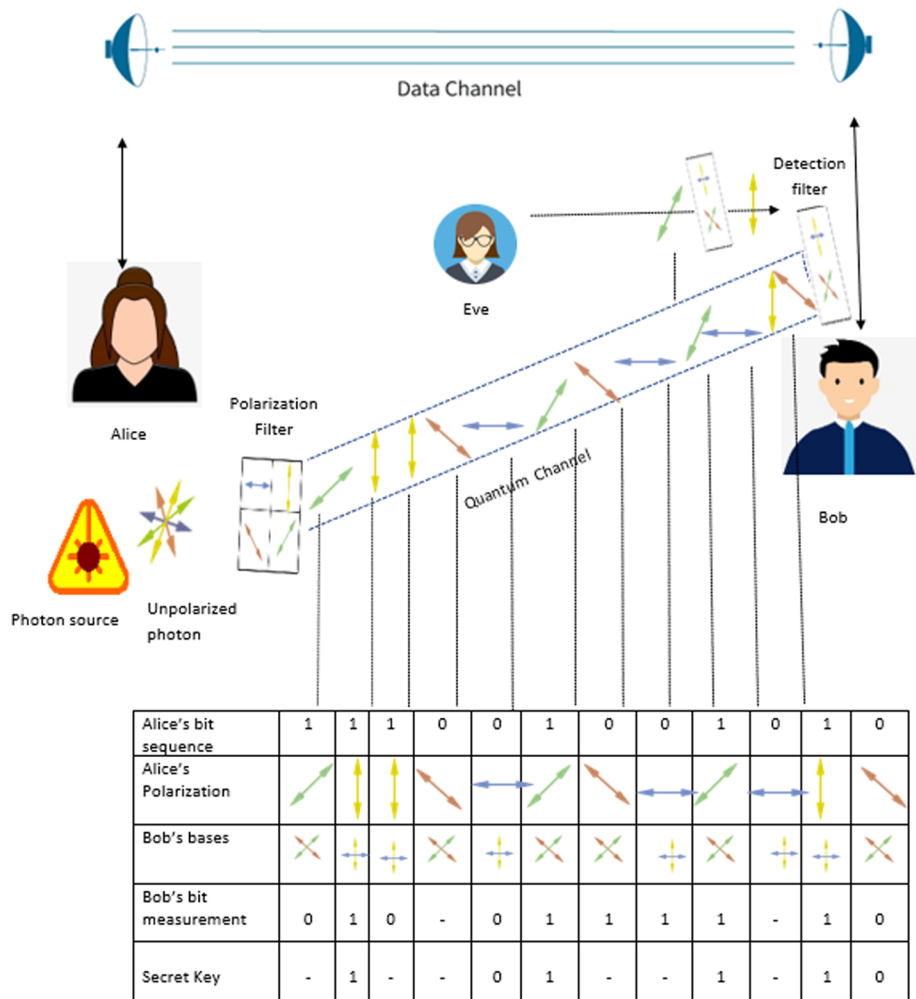 Data Channel
Detection
filter
Eve
Polarization
Filter
Alice
Quantum Channel
Bob
Photon source
Unpolarized
photon
Alice's bit
sequence
1 1 1 0 0 1 0 0 1 0 1 0
Alice's
Polarization
Bob's bases
Bob's bit
measurement
0 1 0 - 0 1 1 1 1 - 1 0
Secret Key
- 1 - - 0 1 - - 1 - 1 0